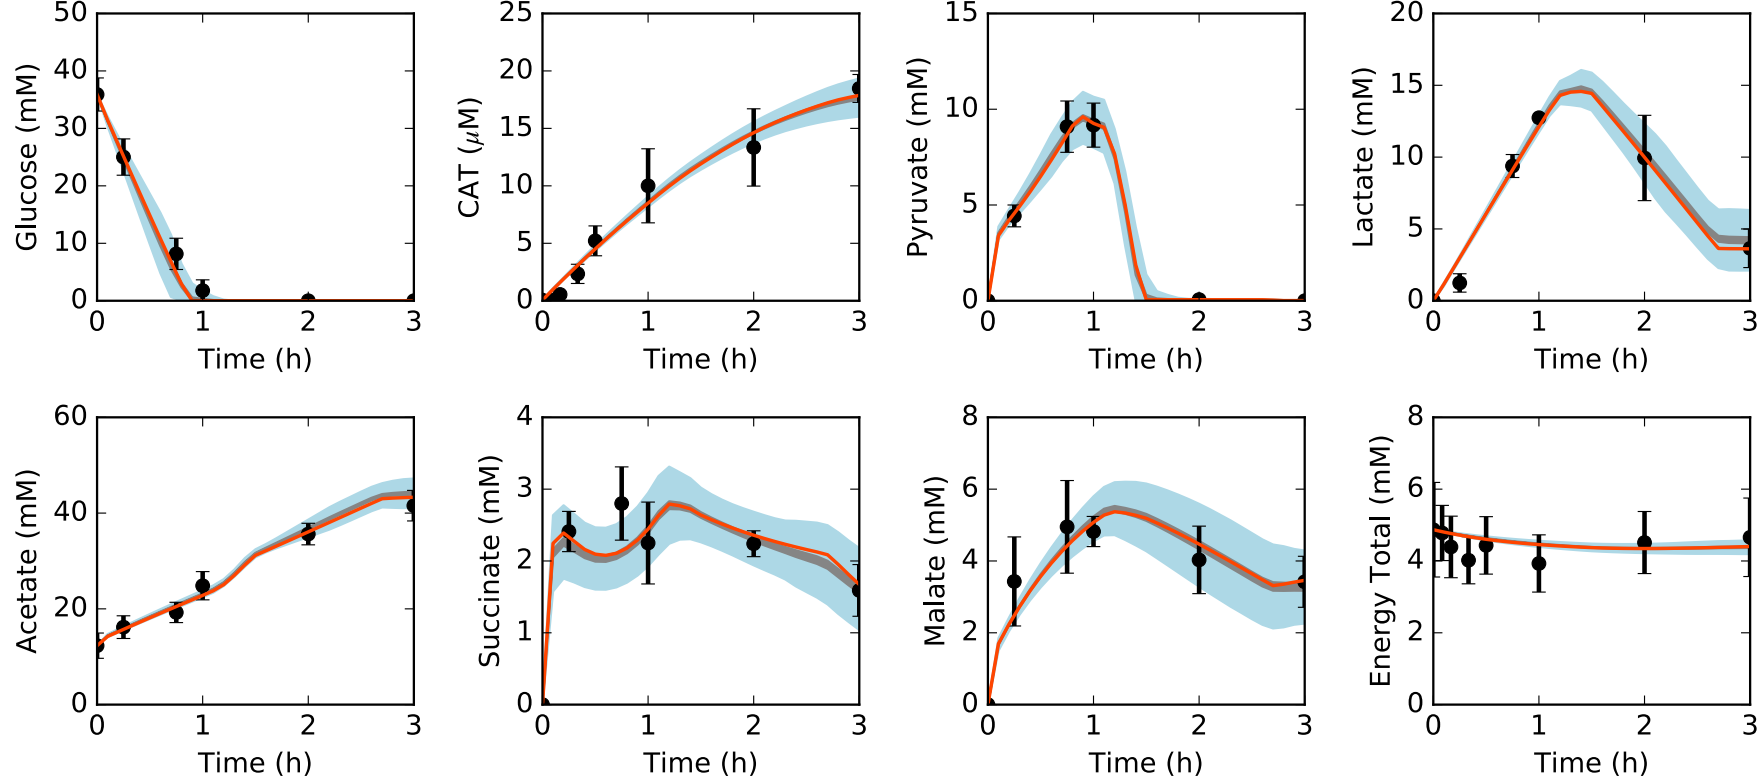 Glucose (mM)
50
40
30
20
10
0
0 1 2 3
Time (h)
CAT (μM)
25
20
15
10
5
0
0 1 2 3
Time (h)
Pyruvate (mM)
15
10
5
0
0 1 2 3
Time (h)
Lactate (mM)
20
15
10
5
0
0 1 2 3
Time (h)
Acetate (mM)
60
40
20
0
0 1 2 3
Time (h)
Succinate (mM)
4
3
2
1
0
0 1 2 3
Time (h)
Malate (mM)
8
6
4
2
0
0 1 2 3
Time (h)
Energy Total (mM)
8
6
4
2
0
0 1 2 3
Time (h)